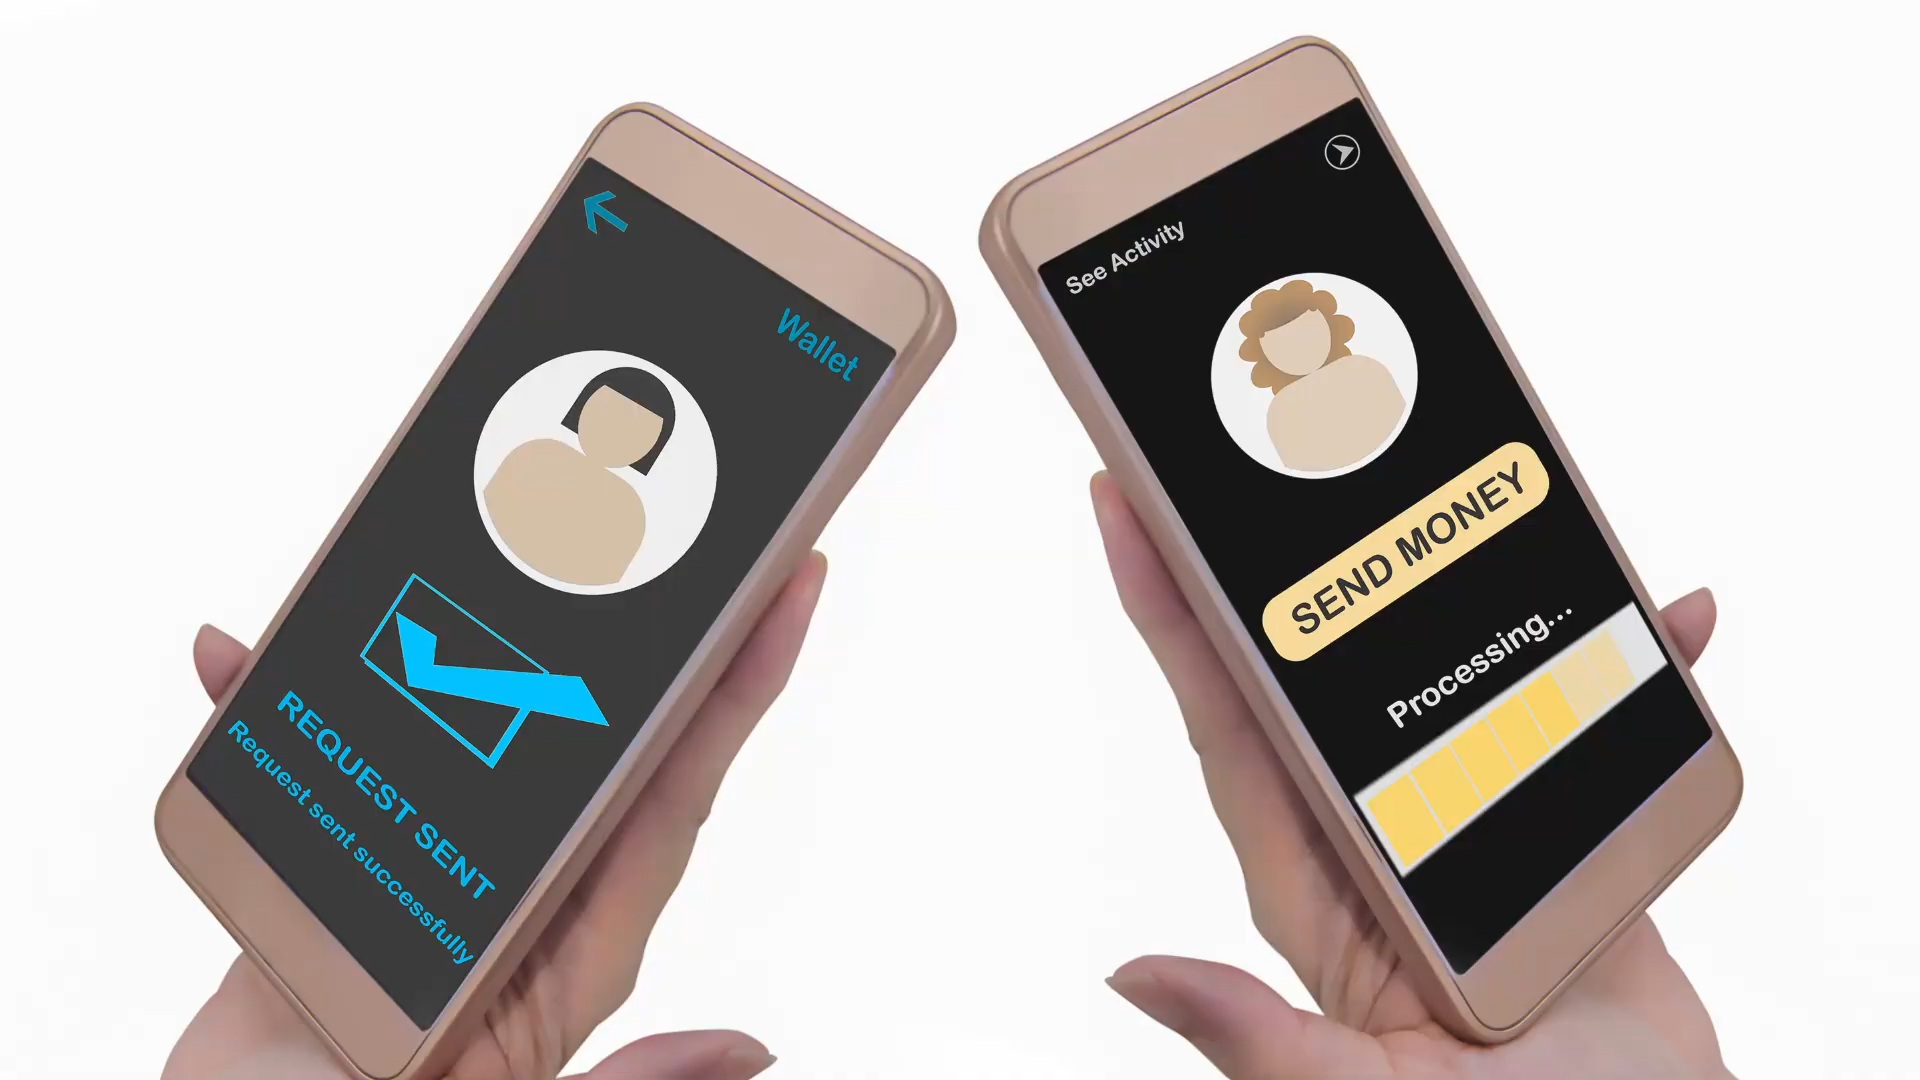 Wallet
REQUEST SENT
Request sent successfully
See Activity
SEND MONEY
Processing...